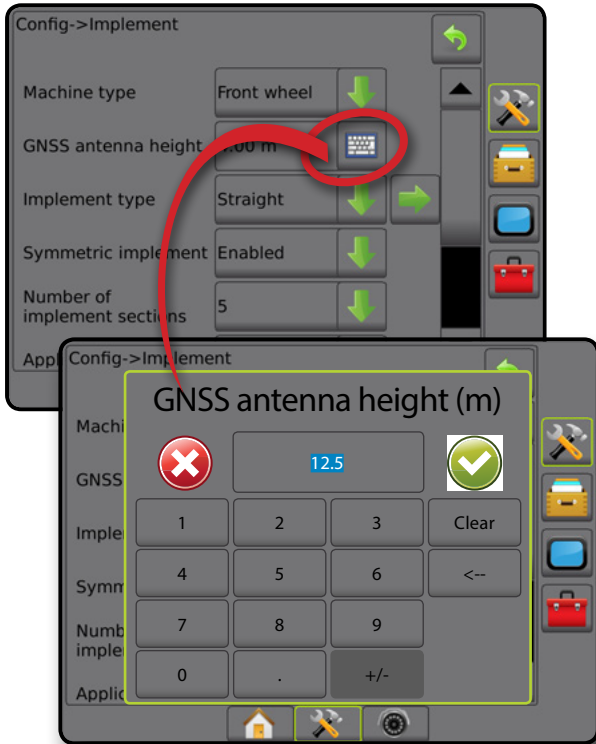 Config->Implement
Machine type Front wheel
GNSS antenna height .00 m
Implement type Straight
Symmetric implement Enabled
Number of
implement sections 5
App
Config->Implement
GNSS antenna height (m)
Machi
GNSS
12.5
1 2 3 Clear
Imple
4 5 6 <--
Symm
7 8 9
Numb
imple
0 . +/-
Applic